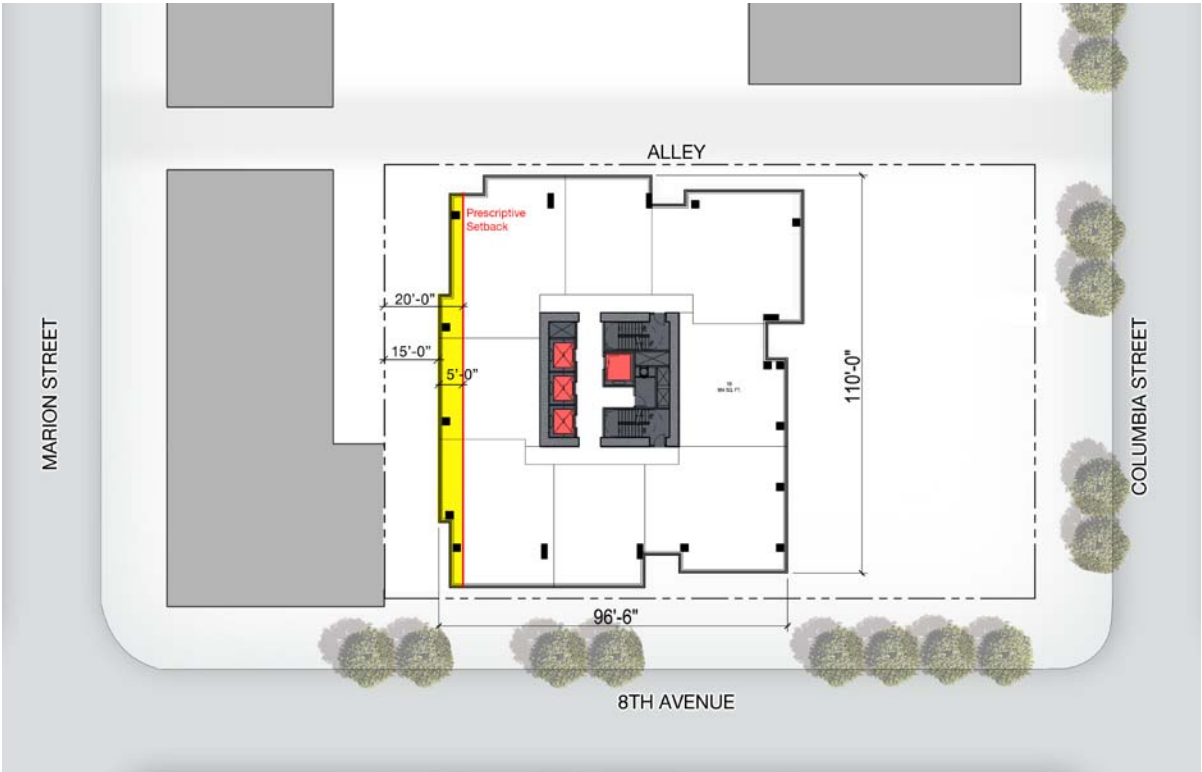 ALLEY
Prescriptive
Setback
20'-0"
15'-0"
5'-0"
MARION STREET
110'-0"
COLUMBIA STREET
96'-6"
8TH AVENUE